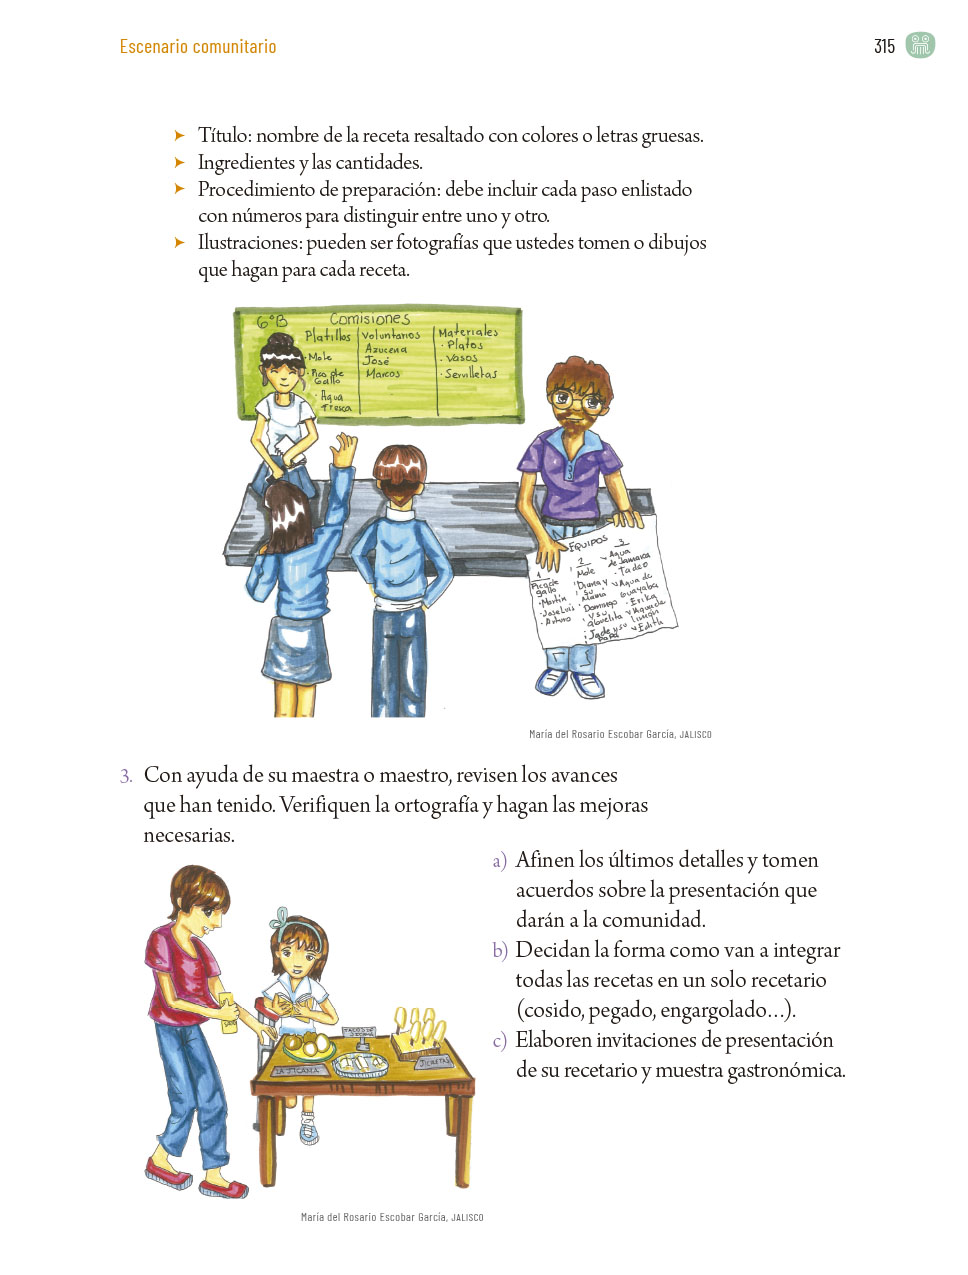 Escenario comunitario
315
Título: nombre de la receta resaltado con colores o letras gruesas.
Ingredientes y las cantidades.
Procedimiento de preparación: debe incluir cada paso enlistado
con números para distinguir entre uno y otro.
Ilustraciones: pueden ser fotografías que ustedes tomen o dibujos
que hagan para cada receta.
6°B
Comisiones
Platillos
· Mole
· Pico de
Gallo
· Agua
Fresca
Voluntarios
Azucena
José
Marcos
Materiales
· Platos
· Vasos
· Servilletas
Equipos
1
Pico de
gallo
· Martín
· Jose Luis
· Arturo
2
Mole
Diana y
su
Mamá
Domingo
y su
abuelita
Jade y su
papá
3
Agua
de Jamaica
· Tadeo
Agua de
Guayaba
· Erika
Agua de
limón
Edith
María del Rosario Escobar García, JALISCO
3. Con ayuda de su maestra o maestro, revisen los avances
que han tenido. Verifiquen la ortografía y hagan las mejoras
necesarias.
a) Afinen los últimos detalles y tomen
acuerdos sobre la presentación que
darán a la comunidad.
b) Decidan la forma como van a integrar
todas las recetas en un solo recetario
(cosido, pegado, engargolado…).
c) Elaboren invitaciones de presentación
de su recetario y muestra gastronómica.
TACOS DE
JÍCAMA
LA JÍCAMA
JICALETAS
María del Rosario Escobar García, JALISCO